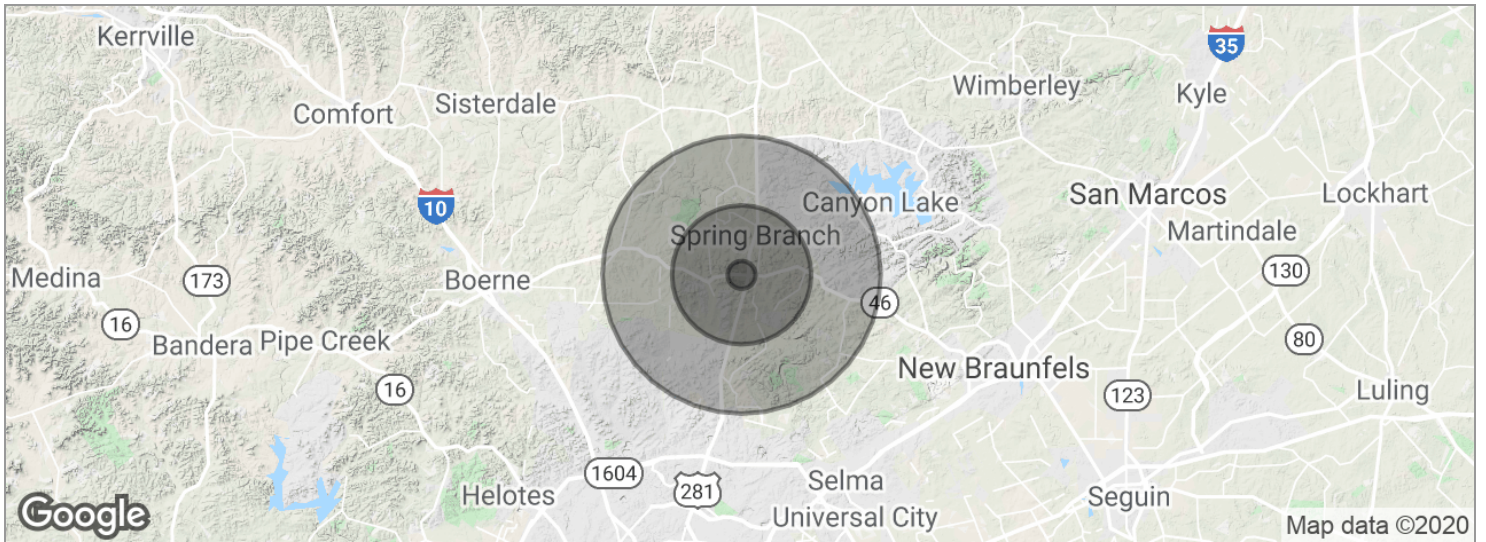 Kerrville
35
Wimberley
Kyle
Sisterdale
Comfort
10
Canyon Lake
San Marcos
Lockhart
Spring Branch
Martindale
130
Medina
173
Boerne
46
16
Bandera
Pipe Creek
80
New Braunfels
16
123
Luling
1604
281
Helotes
Selma
Seguin
Universal City
Google
Map data ©2020